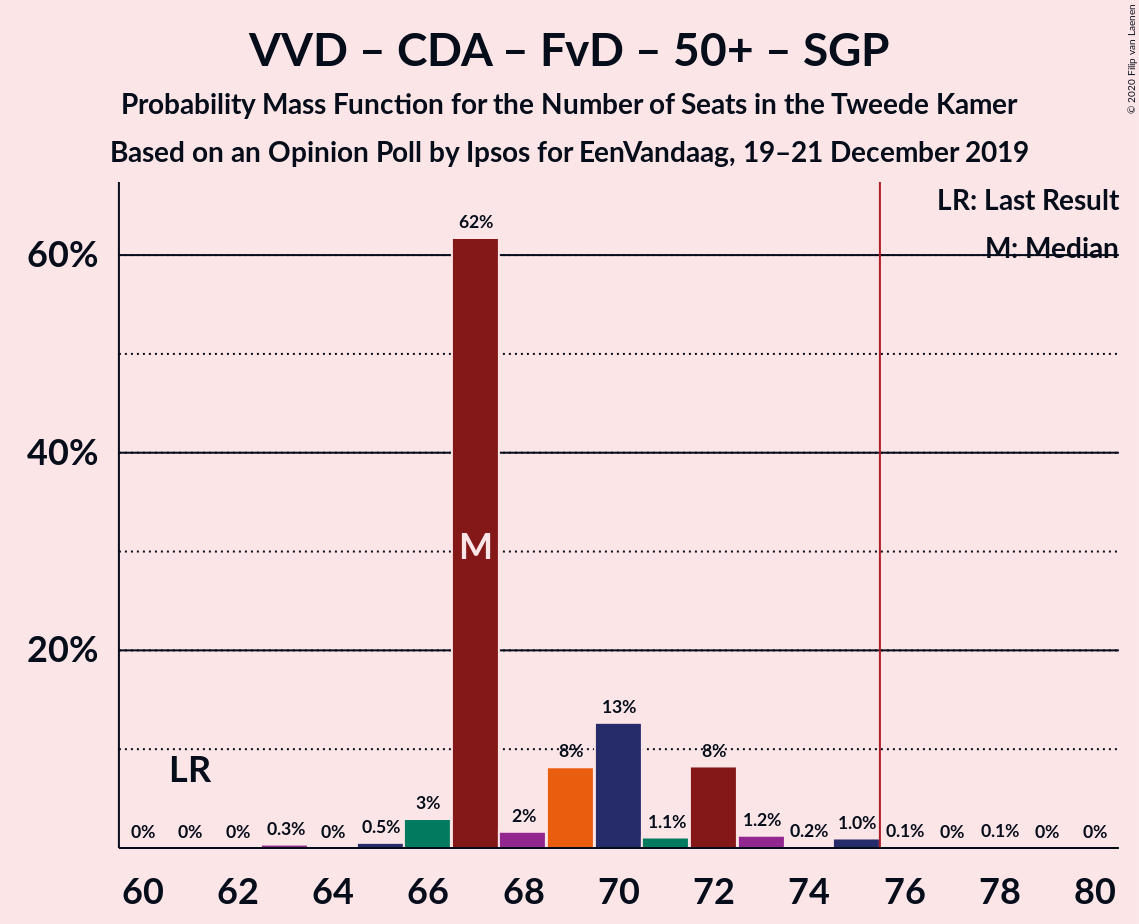 VVD – CDA – FvD – 50+ – SGP
Probability Mass Function for the Number of Seats in the Tweede Kamer
Based on an Opinion Poll by Ipsos for EenVandaag, 19–21 December 2019
© 2020 Filip van Laenen
LR: Last Result
M: Median
60%
40%
20%
62%
M
LR
0%
0%
0%
0.3%
0%
0.5%
3%
2%
8%
13%
1.1%
8%
1.2%
0.2%
1.0%
0.1%
0%
0.1%
0%
0%
60 62 64 66 68 70 72 74 76 78 80